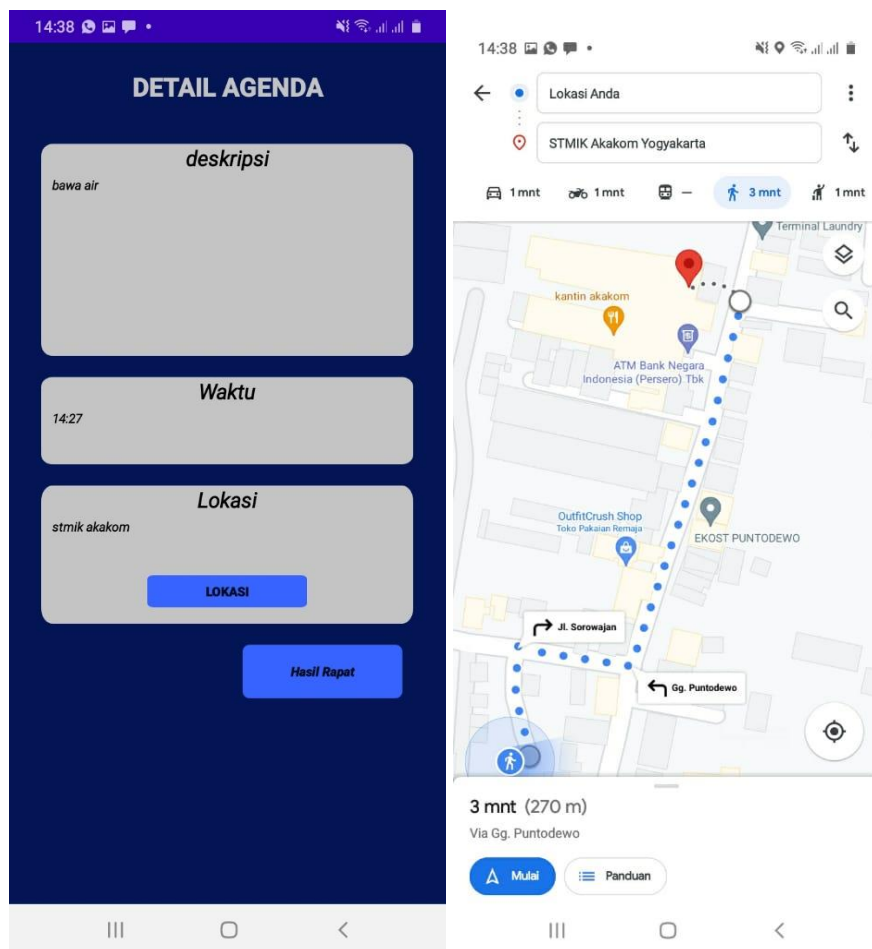 14:38
DETAIL AGENDA
deskripsi
bawa air
Waktu
14:27
Lokasi
stmik akakom
LOKASI
Hasil Rapat
14:38
Lokasi Anda
STMIK Akakom Yogyakarta
1 mnt
1 mnt
—
3 mnt
1 mnt
Terminal Laundry
kantin akakom
ATM Bank Negara
Indonesia (Persero) Tbk
OutfitCrush Shop
Toko Pakaian Remaja
EKOST PUNTODEWO
Jl. Sorowajan
Gg. Puntodewo
3 mnt (270 m)
Via Gg. Puntodewo
Mulai
Panduan